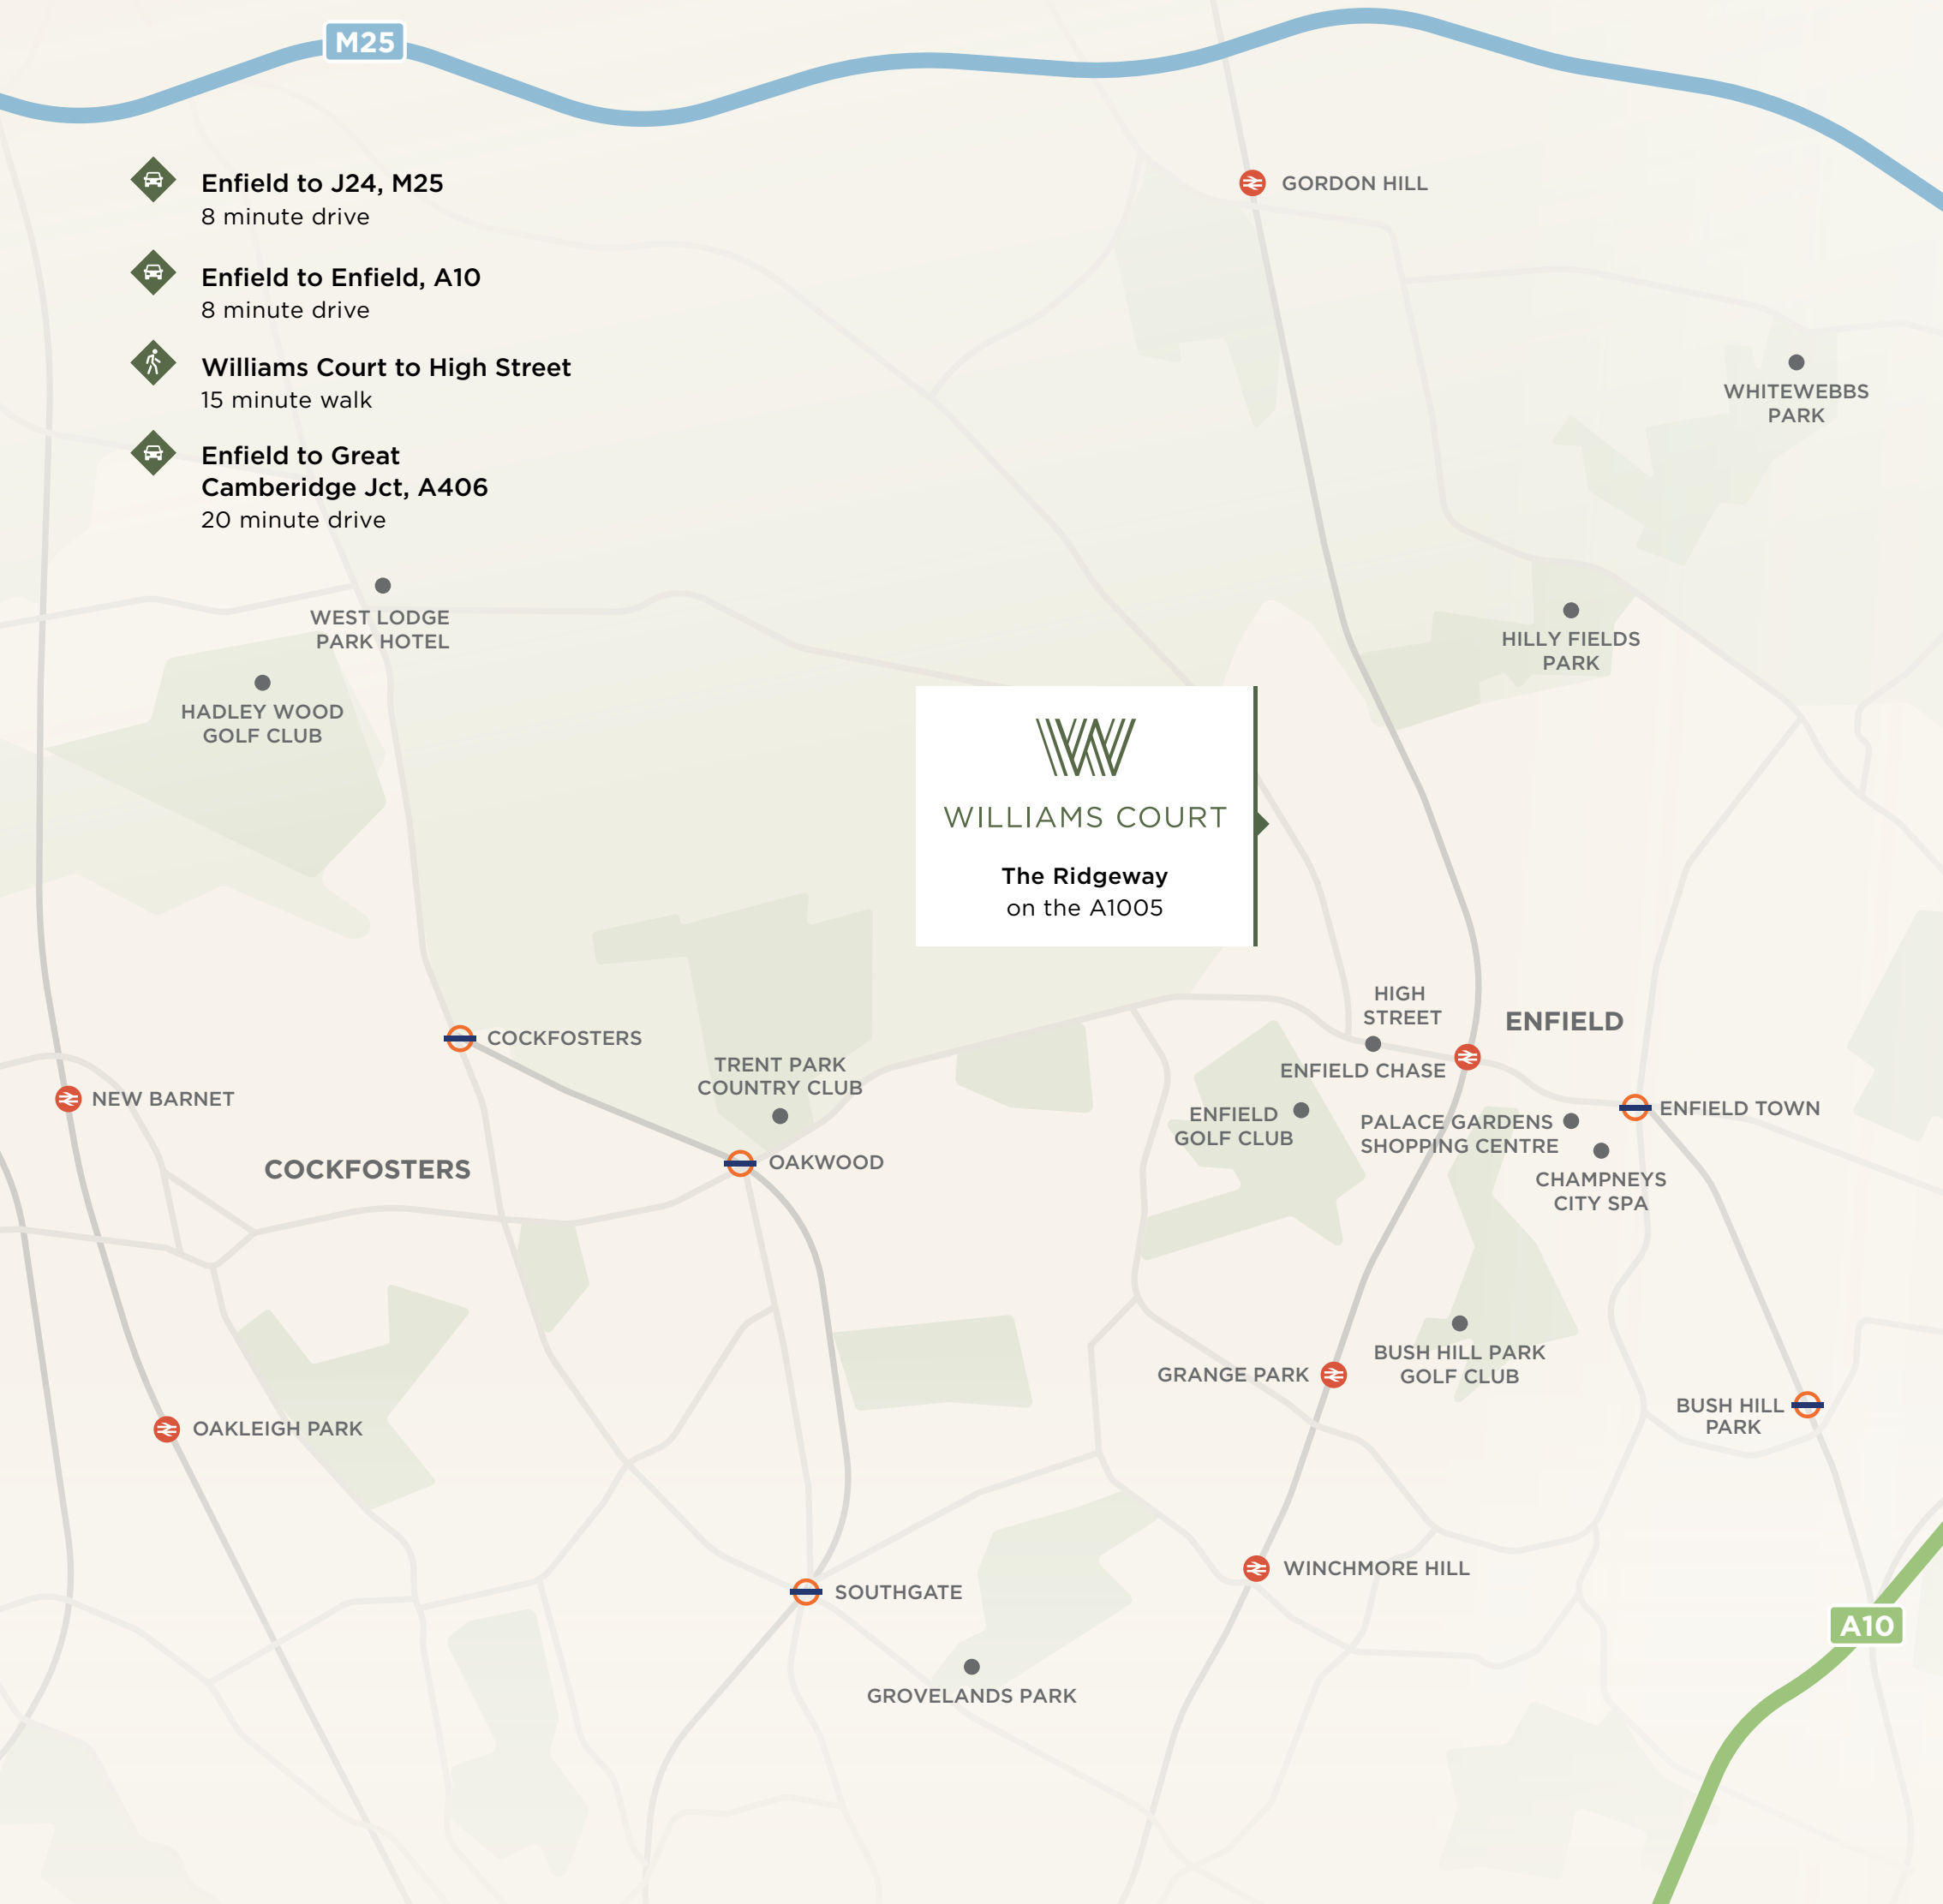 M25
Enfield to J24, M25
8 minute drive
Enfield to Enfield, A10
8 minute drive
Williams Court to High Street
15 minute walk
Enfield to Great
Camberidge Jct, A406
20 minute drive
GORDON HILL
WHITEWEBBS
PARK
WEST LODGE
PARK HOTEL
HILLY FIELDS
PARK
HADLEY WOOD
GOLF CLUB
WILLIAMS COURT
The Ridgeway
on the A1005
HIGH
STREET
ENFIELD
COCKFOSTERS
TRENT PARK
COUNTRY CLUB
ENFIELD CHASE
NEW BARNET
ENFIELD
GOLF CLUB
PALACE GARDENS
SHOPPING CENTRE
ENFIELD TOWN
COCKFOSTERS
OAKWOOD
CHAMPNEYS
CITY SPA
BUSH HILL PARK
GOLF CLUB
GRANGE PARK
BUSH HILL
PARK
OAKLEIGH PARK
WINCHMORE HILL
SOUTHGATE
A10
GROVELANDS PARK